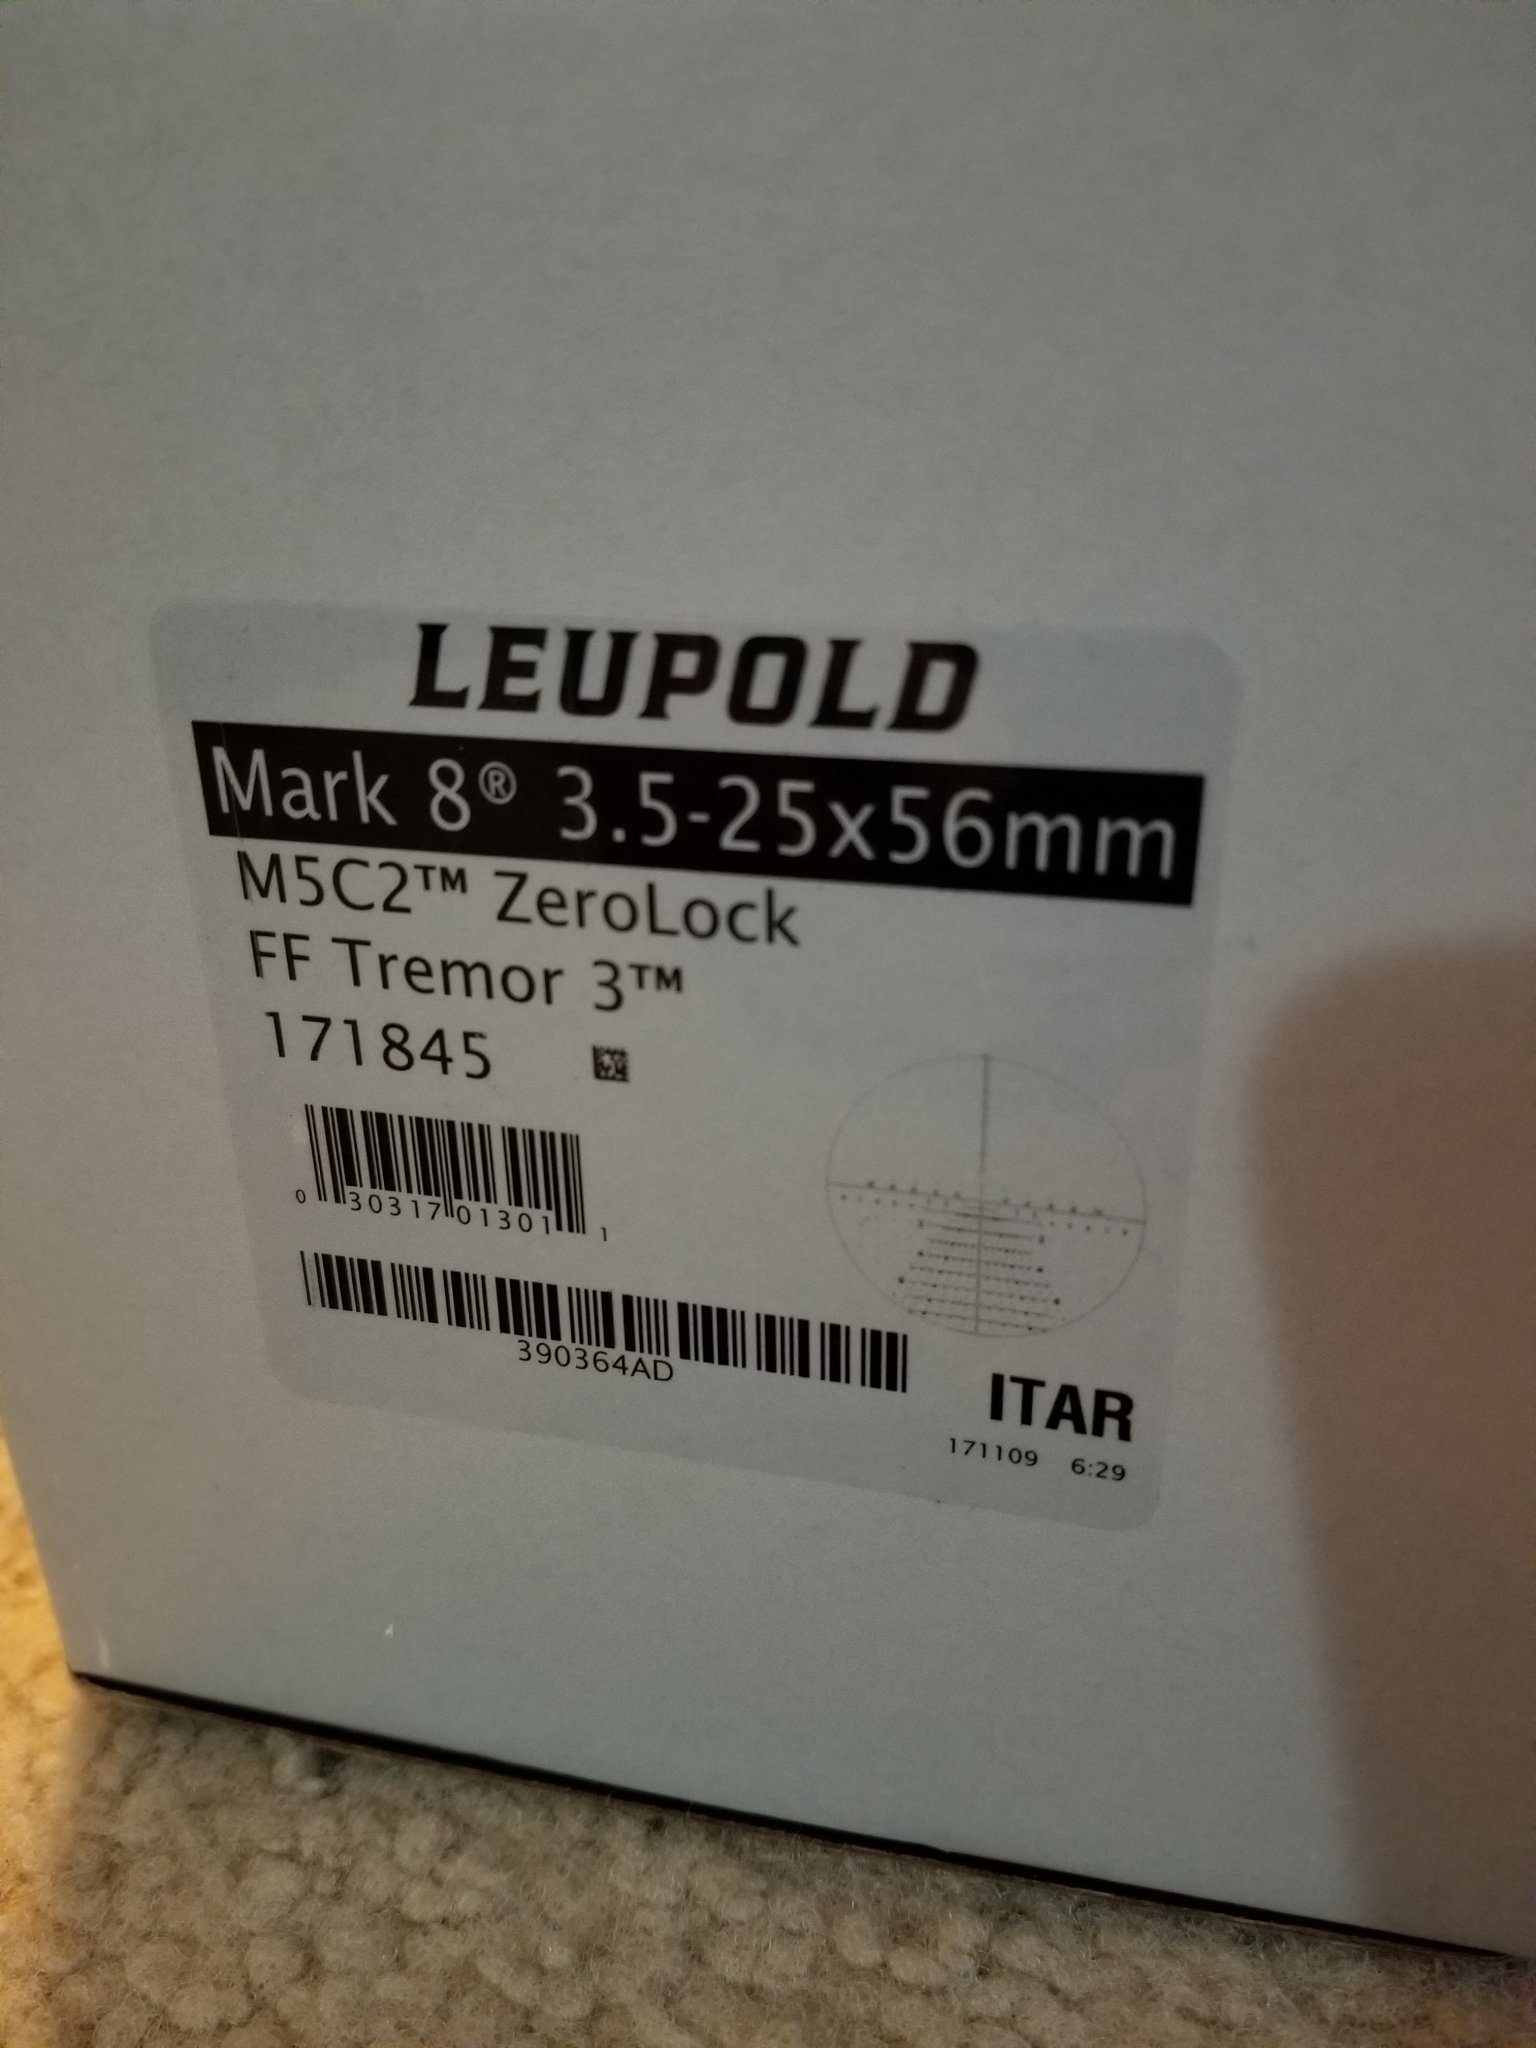 LEUPOLD
Mark 8® 3.5-25x56mm
M5C2™ ZeroLock
FF Tremor 3™
171845
0 30317 01301 1
390364AD
ITAR
171109 6:29